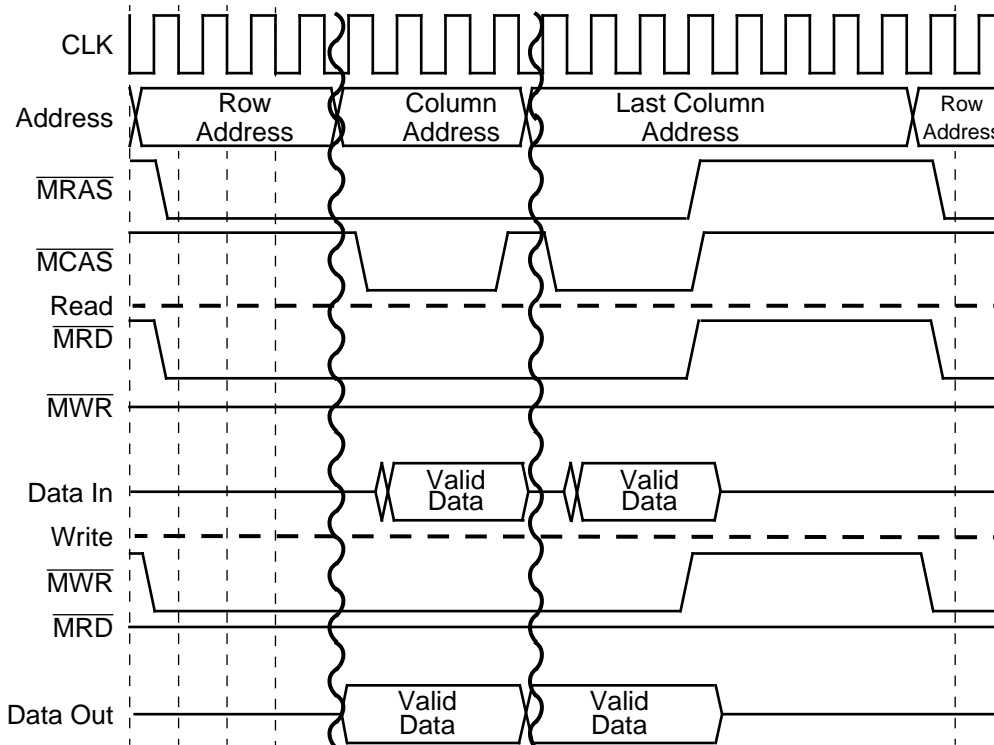 CLK
Address
Row
Address
Column
Address
Last Column
Address
Row
Address
MRAS
MCAS
Read
MRD
MWR
Data In
Valid
Data
Valid
Data
Write
MWR
MRD
Data Out
Valid
Data
Valid
Data